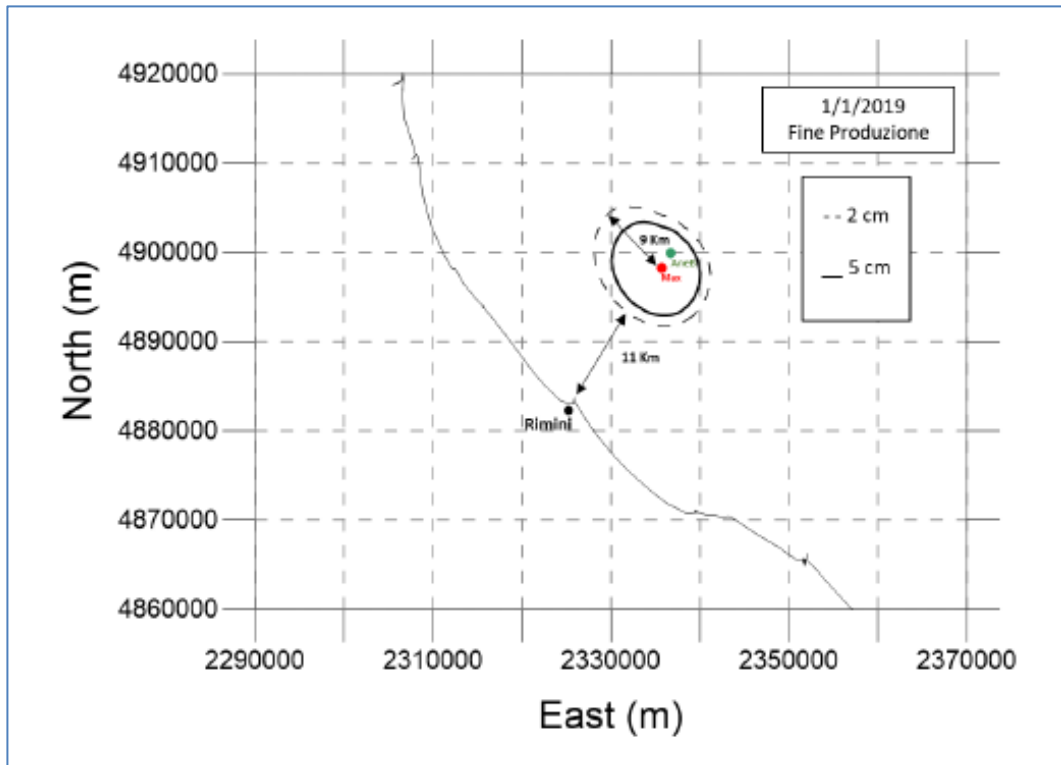 4920000
4910000
4900000
4890000
4880000
4870000
4860000
North (m)
1/1/2019
Fine Produzione
2 cm
5 cm
9 Km
Max
11 Km
Rimini
2290000
2310000
2330000
2350000
2370000
East (m)